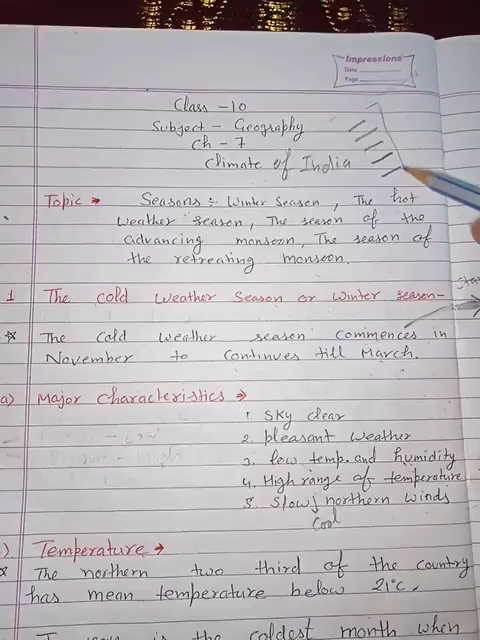 Impressions
Date
Page
Class - 10
Subject - Geography
Ch - 7
Climate of India
Topic → Seasons :- Winter Season, The hot
weather season, The season of the
advancing monsoon, The season of
the retreating monsoon.
1 The cold Weather Season or Winter season-
☆ The cold weather season commences in
November to continues till March.
a) Major characteristics →
1. Sky clear
2. pleasant weather
3. low temp. and humidity
4. High range of temperature
5. Slow, northern winds
Cool
) Temperature →
☆ The northern two third of the country
has mean temperature below 21°C.
is the coldest month when